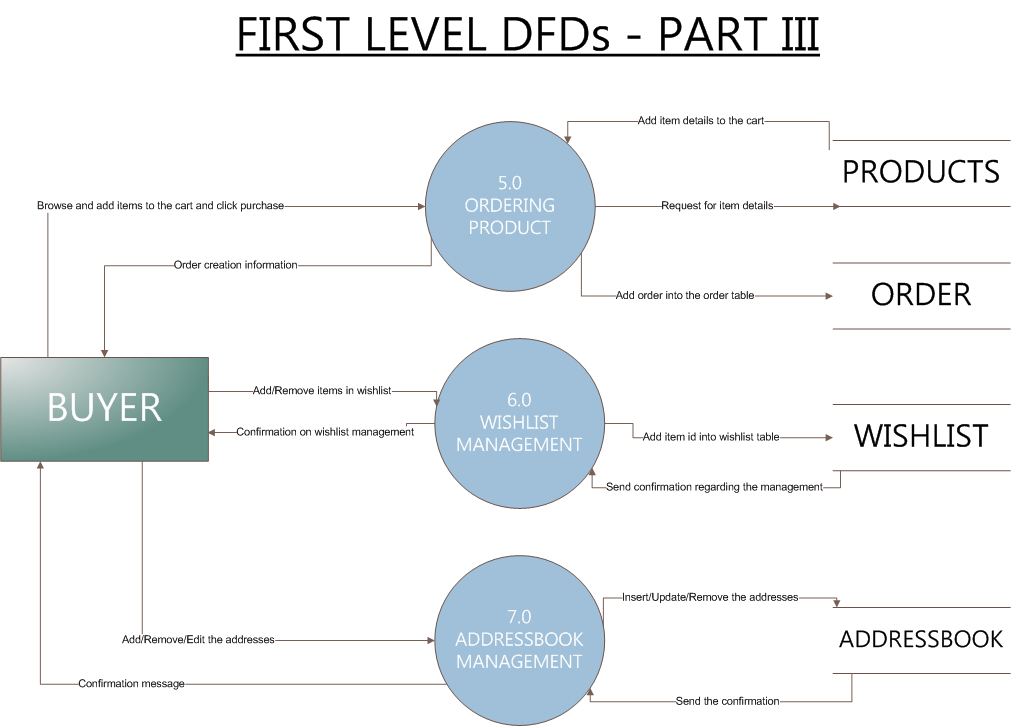 FIRST LEVEL DFDs - PART III
Add item details to the cart
5.0
ORDERING
PRODUCT
PRODUCTS
Browse and add items to the cart and click purchase
Request for item details
Order creation information
Add order into the order table
ORDER
BUYER
Add/Remove items in wishlist
Confirmation on wishlist management
6.0
WISHLIST
MANAGEMENT
Add item id into wishlist table
WISHLIST
Send confirmation regarding the management
7.0
ADDRESSBOOK
MANAGEMENT
Insert/Update/Remove the addresses
ADDRESSBOOK
Add/Remove/Edit the addresses
Confirmation message
Send the confirmation